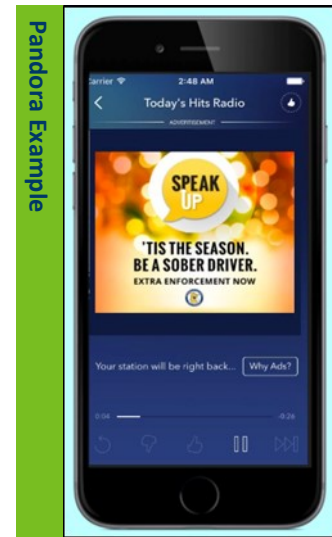 Pandora Example
Carrier 2:48 AM
Today's Hits Radio
ADVERTISEMENT
SPEAK
UP
'TIS THE SEASON.
BE A SOBER DRIVER.
EXTRA ENFORCEMENT NOW
Your station will be right back... Why Ads?
0:04 -0:26